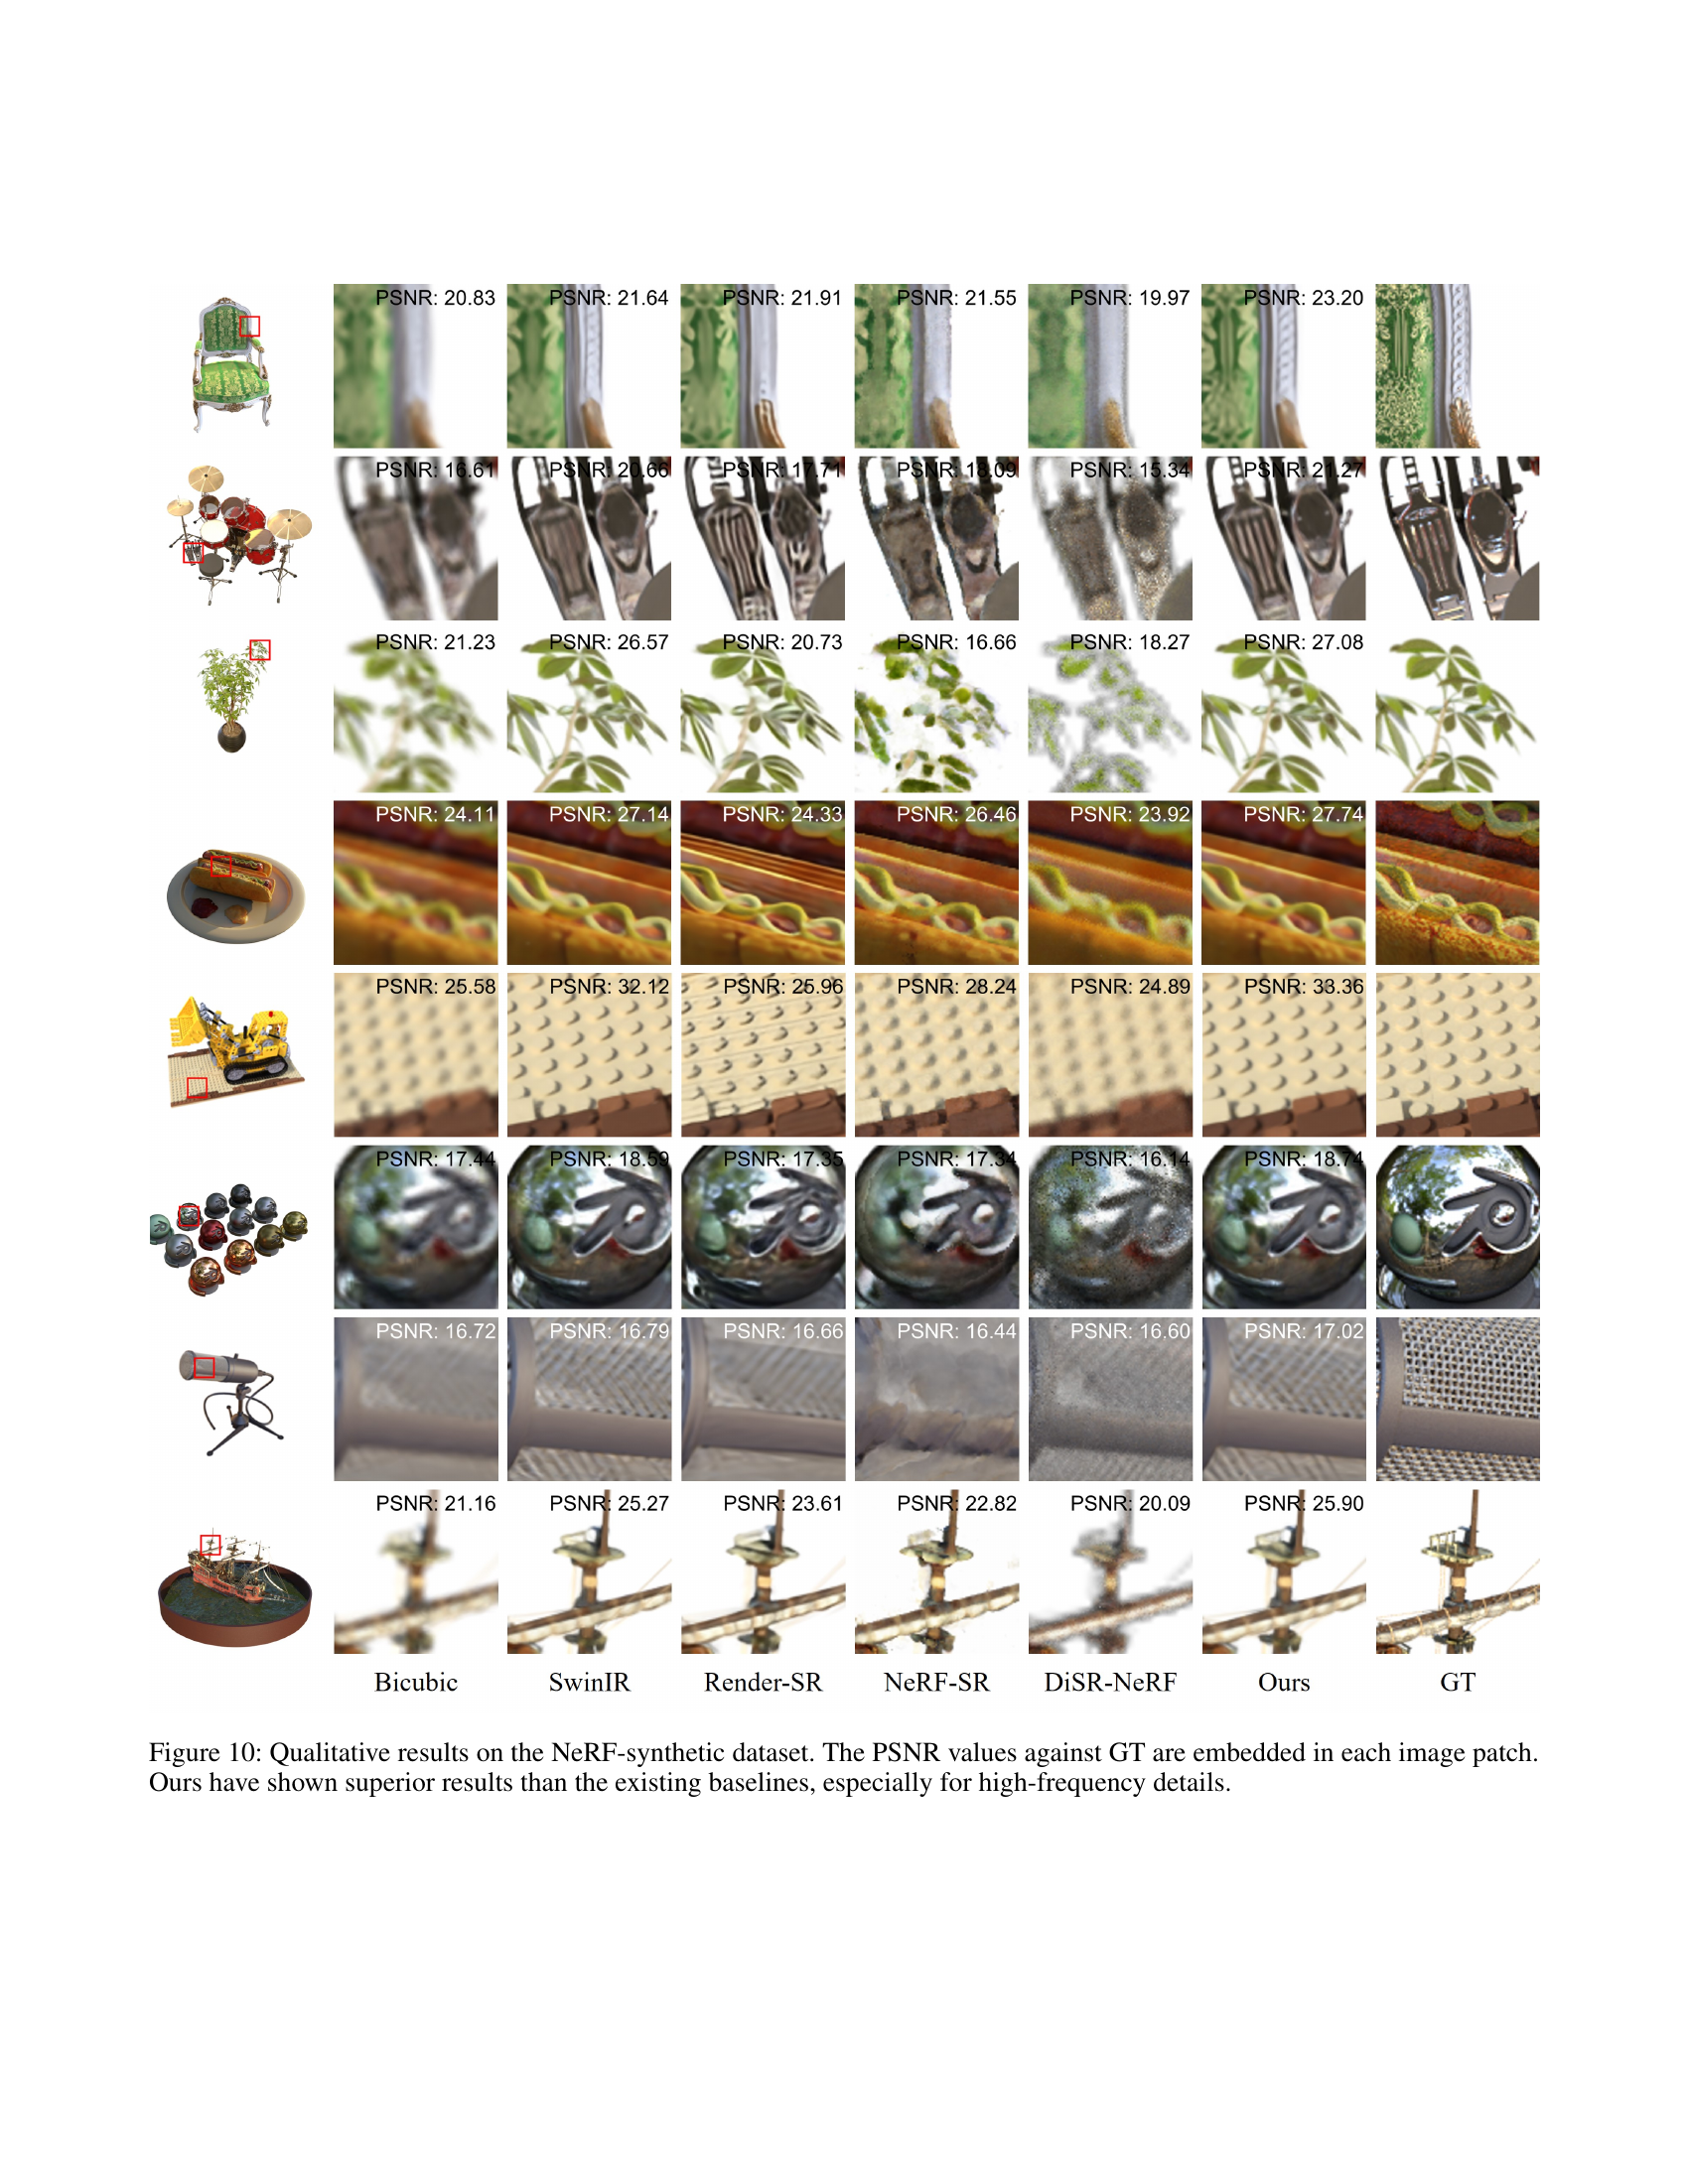 PSNR: 20.83 PSNR: 21.64 PSNR: 21.91 PSNR: 21.55 PSNR: 19.97 PSNR: 23.20
PSNR: 16.61 PSNR: 20.66 PSNR: 17.71 PSNR: 18.09 PSNR: 15.34 PSNR: 21.27
PSNR: 21.23 PSNR: 26.57 PSNR: 20.73 PSNR: 16.66 PSNR: 18.27 PSNR: 27.08
PSNR: 24.11 PSNR: 27.14 PSNR: 24.33 PSNR: 26.46 PSNR: 23.92 PSNR: 27.74
PSNR: 25.58 PSNR: 32.12 PSNR: 25.96 PSNR: 28.24 PSNR: 24.89 PSNR: 33.36
PSNR: 17.44 PSNR: 18.59 PSNR: 17.35 PSNR: 17.34 PSNR: 16.14 PSNR: 18.74
PSNR: 16.72 PSNR: 16.79 PSNR: 16.66 PSNR: 16.44 PSNR: 16.60 PSNR: 17.02
PSNR: 21.16 PSNR: 25.27 PSNR: 23.61 PSNR: 22.82 PSNR: 20.09 PSNR: 25.90
Bicubic SwinIR Render-SR NeRF-SR DiSR-NeRF Ours GT
Figure 10: Qualitative results on the NeRF-synthetic dataset. The PSNR values against GT are embedded in each image patch.
Ours have shown superior results than the existing baselines, especially for high-frequency details.